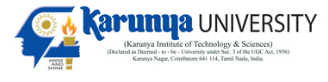 Karunya UNIVERSITY
(Karunya Institute of Technology & Sciences)
(Declared as Deemed - to - be - University under Sec. 3 of the UGC Act, 1956)
Karunya Nagar, Coimbatore 641 114, Tamil Nadu, India.
ARISE
AND
SHINE